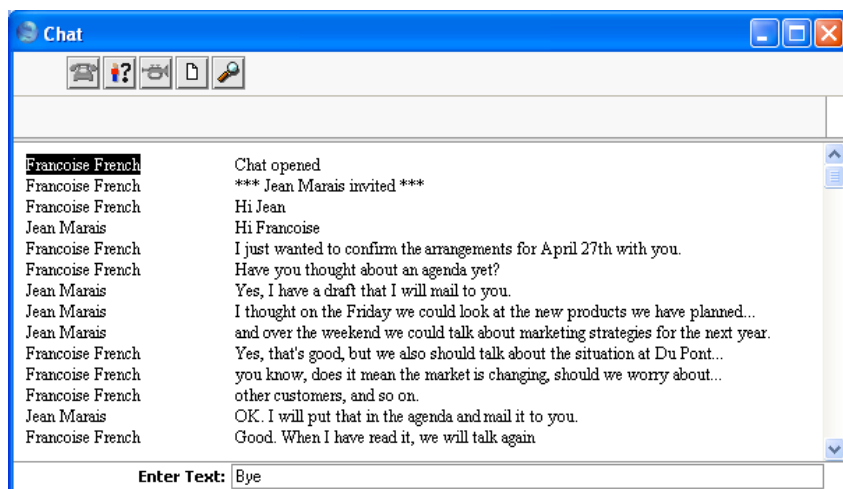 Chat
Francoise French Chat opened
Francoise French *** Jean Marais invited ***
Francoise French Hi Jean
Jean Marais Hi Francoise
Francoise French I just wanted to confirm the arrangements for April 27th with you.
Francoise French Have you thought about an agenda yet?
Jean Marais Yes, I have a draft that I will mail to you.
Jean Marais I thought on the Friday we could look at the new products we have planned...
Jean Marais and over the weekend we could talk about marketing strategies for the next year.
Francoise French Yes, that's good, but we also should talk about the situation at Du Pont...
Francoise French you know, does it mean the market is changing, should we worry about...
Francoise French other customers, and so on.
Jean Marais OK. I will put that in the agenda and mail it to you.
Francoise French Good. When I have read it, we will talk again
Enter Text: Bye